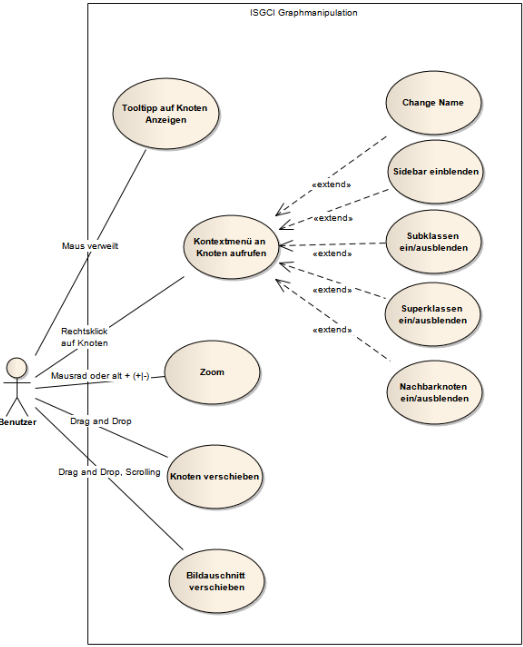 ISGCI Graphmanipulation
Tooltipp auf Knoten
Anzeigen
Change Name
Sidebar einblenden
«extend»
«extend»
Kontextmenü an
Knoten aufrufen
Subklassen
ein/ausblenden
Maus verweilt
«extend»
«extend»
Superklassen
ein/ausblenden
Rechtsklick
auf Knoten
«extend»
Mausrad oder alt + (+|-)
Zoom
Nachbarknoten
ein/ausblenden
Benutzer
Drag and Drop
Drag and Drop, Scrolling
Knoten verschieben
Bildauschnitt
verschieben